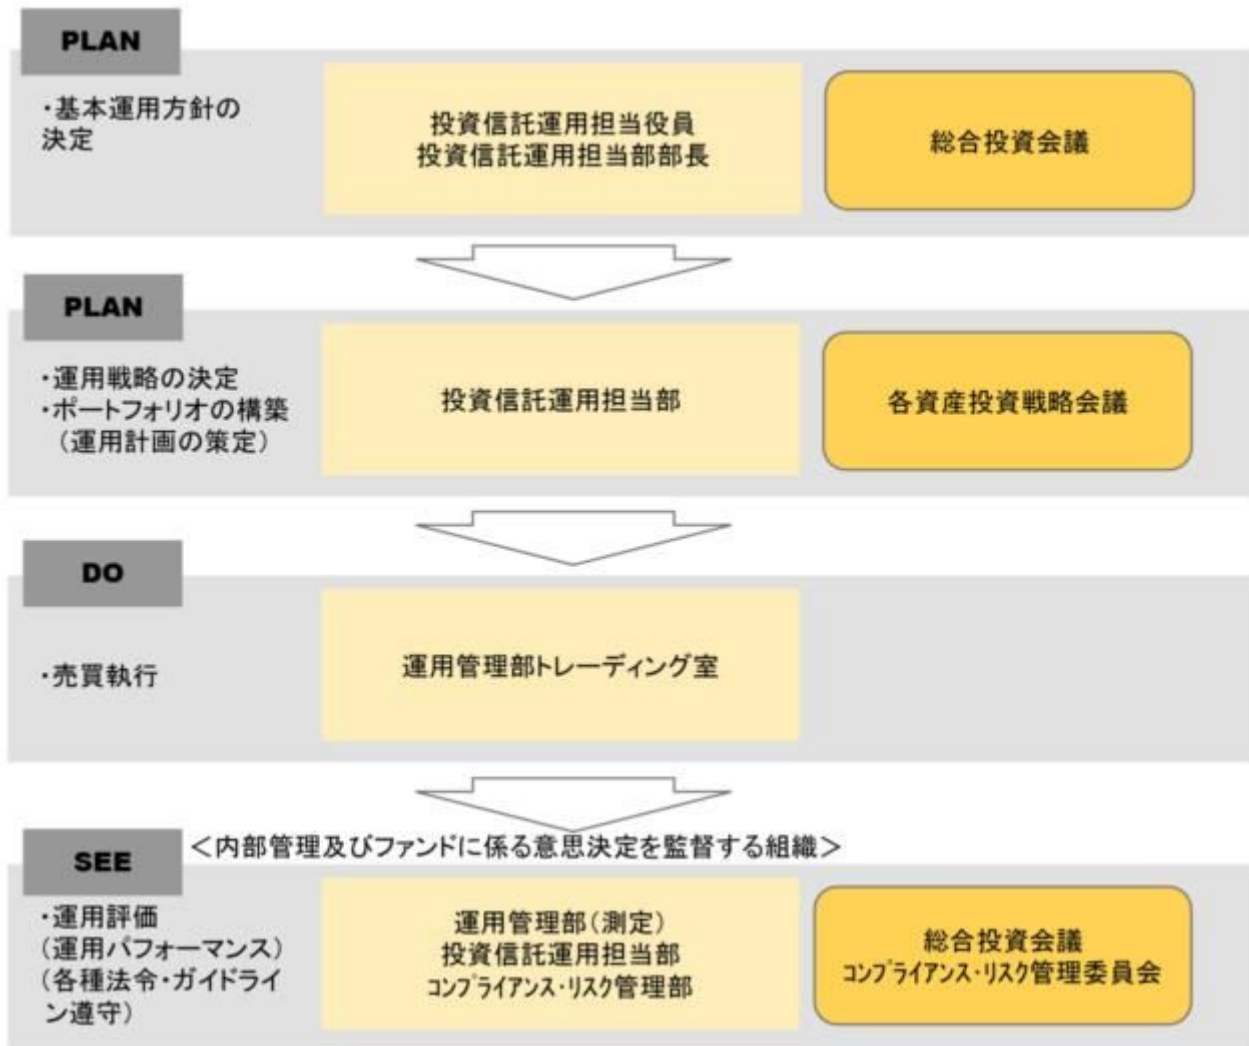 PLAN
・基本運用方針の
決定
投資信託運用担当役員
投資信託運用担当部部長
総合投資会議
PLAN
・運用戦略の決定
・ポートフォリオの構築
（運用計画の策定）
投資信託運用担当部
各資産投資戦略会議
DO
・売買執行
運用管理部トレーディング室
SEE
＜内部管理及びファンドに係る意思決定を監督する組織＞
・運用評価
（運用パフォーマンス）
（各種法令・ガイドライ
ン遵守）
運用管理部（測定）
投資信託運用担当部
ｺﾝﾌﾟﾗｲｱﾝｽ・ﾘｽｸ管理部
総合投資会議
ｺﾝﾌﾟﾗｲｱﾝｽ・ﾘｽｸ管理委員会